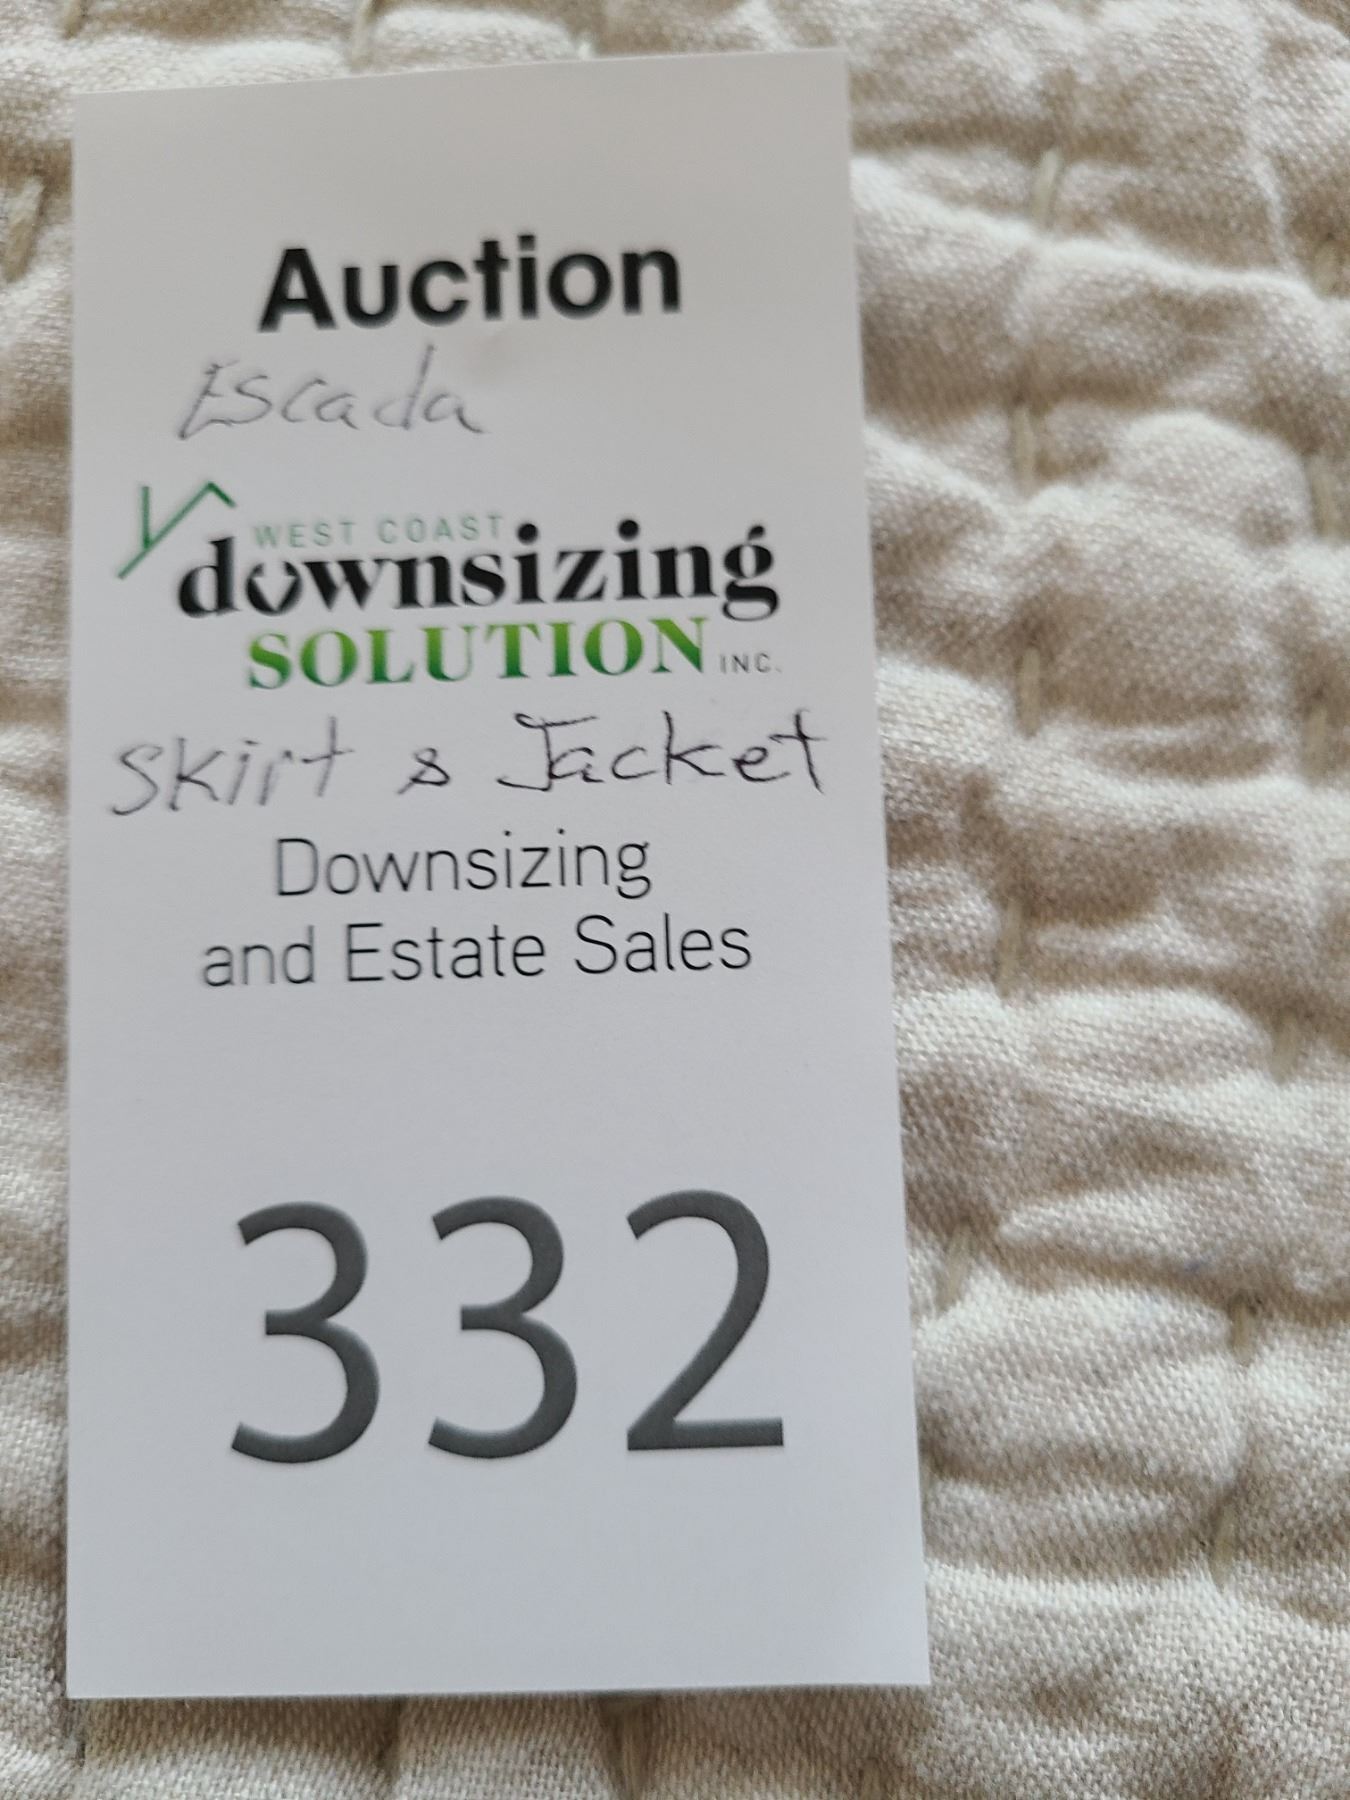 Auction
Escada
WEST COAST
downsizing
SOLUTION INC.
Skirt & Jacket
Downsizing
and Estate Sales
332